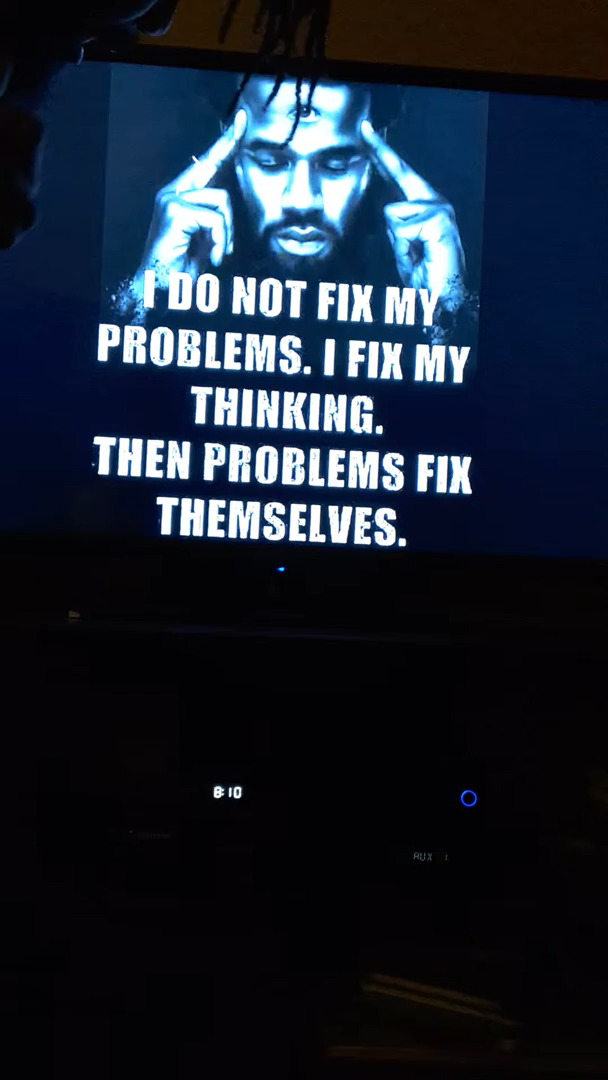 I DO NOT FIX MY
PROBLEMS. I FIX MY
THINKING.
THEN PROBLEMS FIX
THEMSELVES.
8:10
AUX